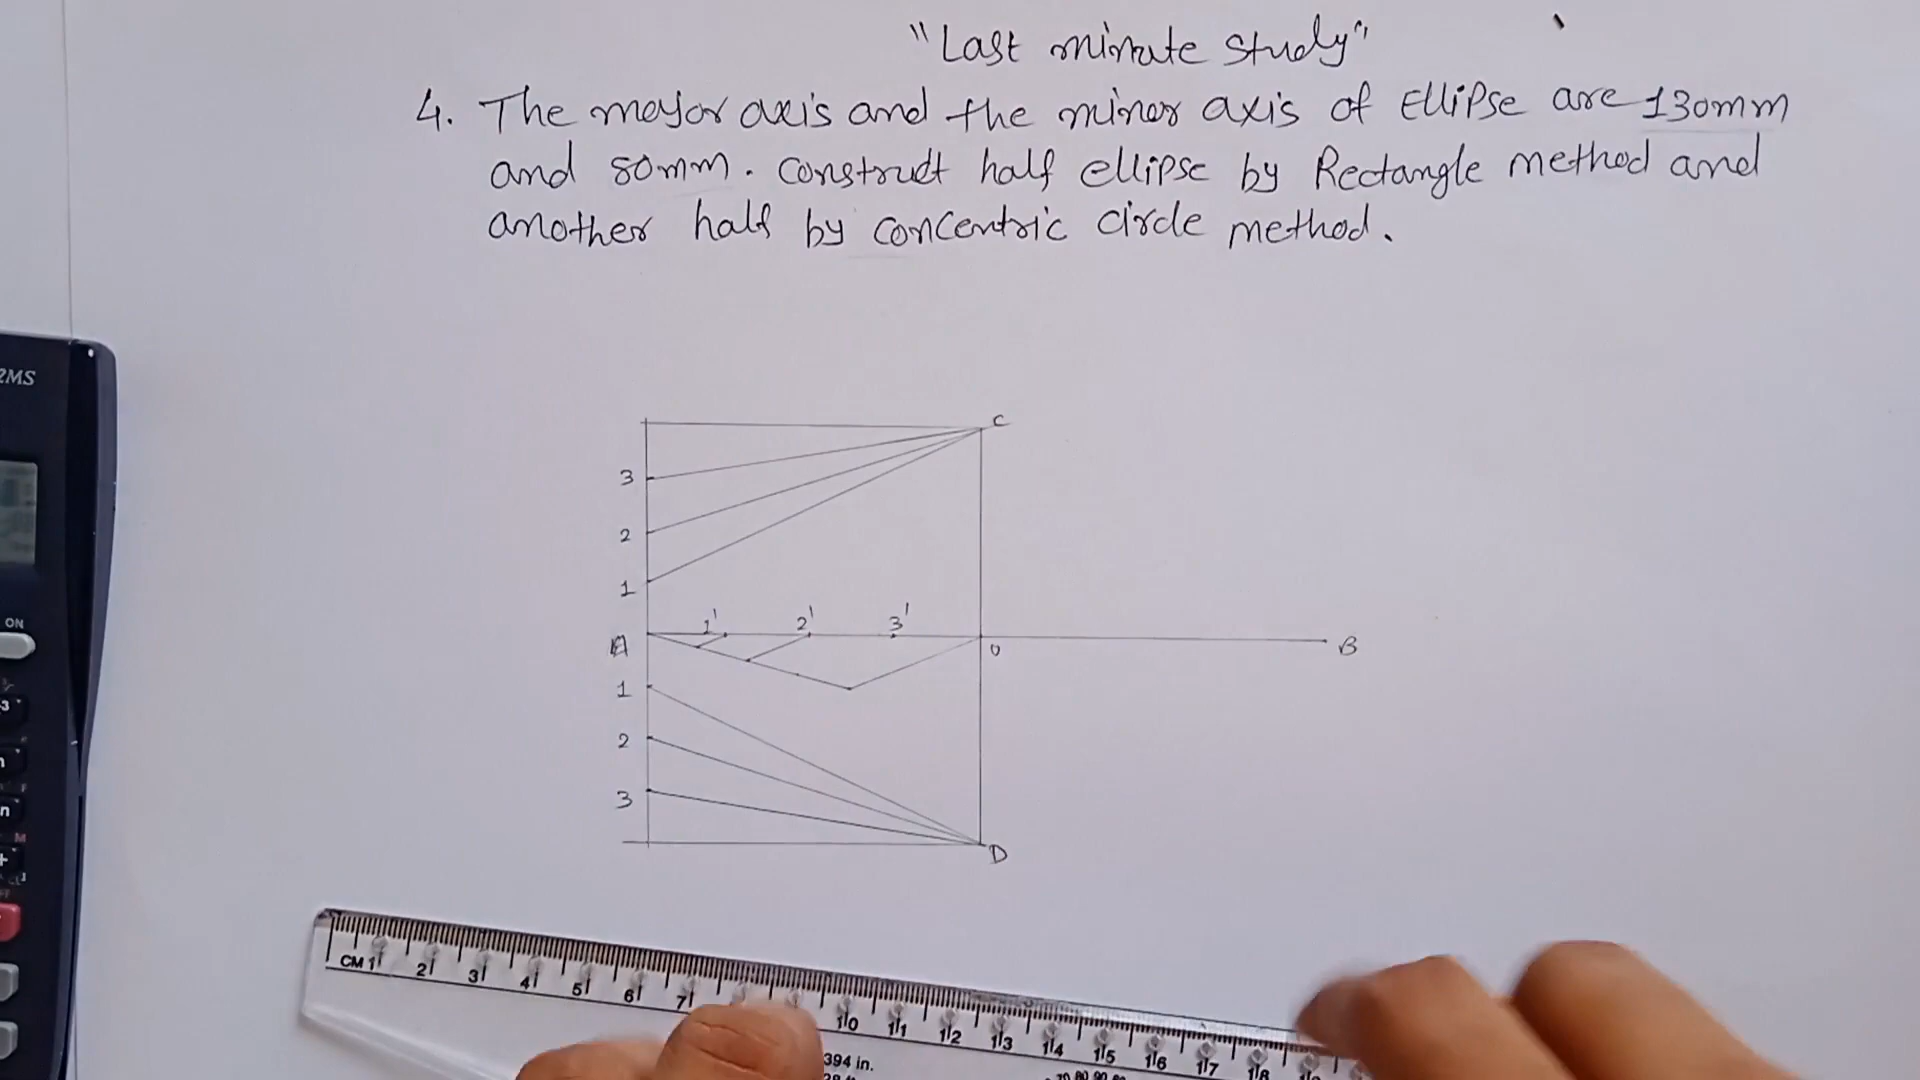 "Last minute Study"
4. The mayor axis and the minor axis of Ellipse are 130mm
and 80mm. construct half ellipse by Rectangle method and
another half by concentric circle method.
2MS
C
3
2
1
ON
1' 2' 3'
A O B
1
2
3
D
CM 1 2 3 4 5 6 7 10 11 12 13 14 15 16 17 18
394 in.